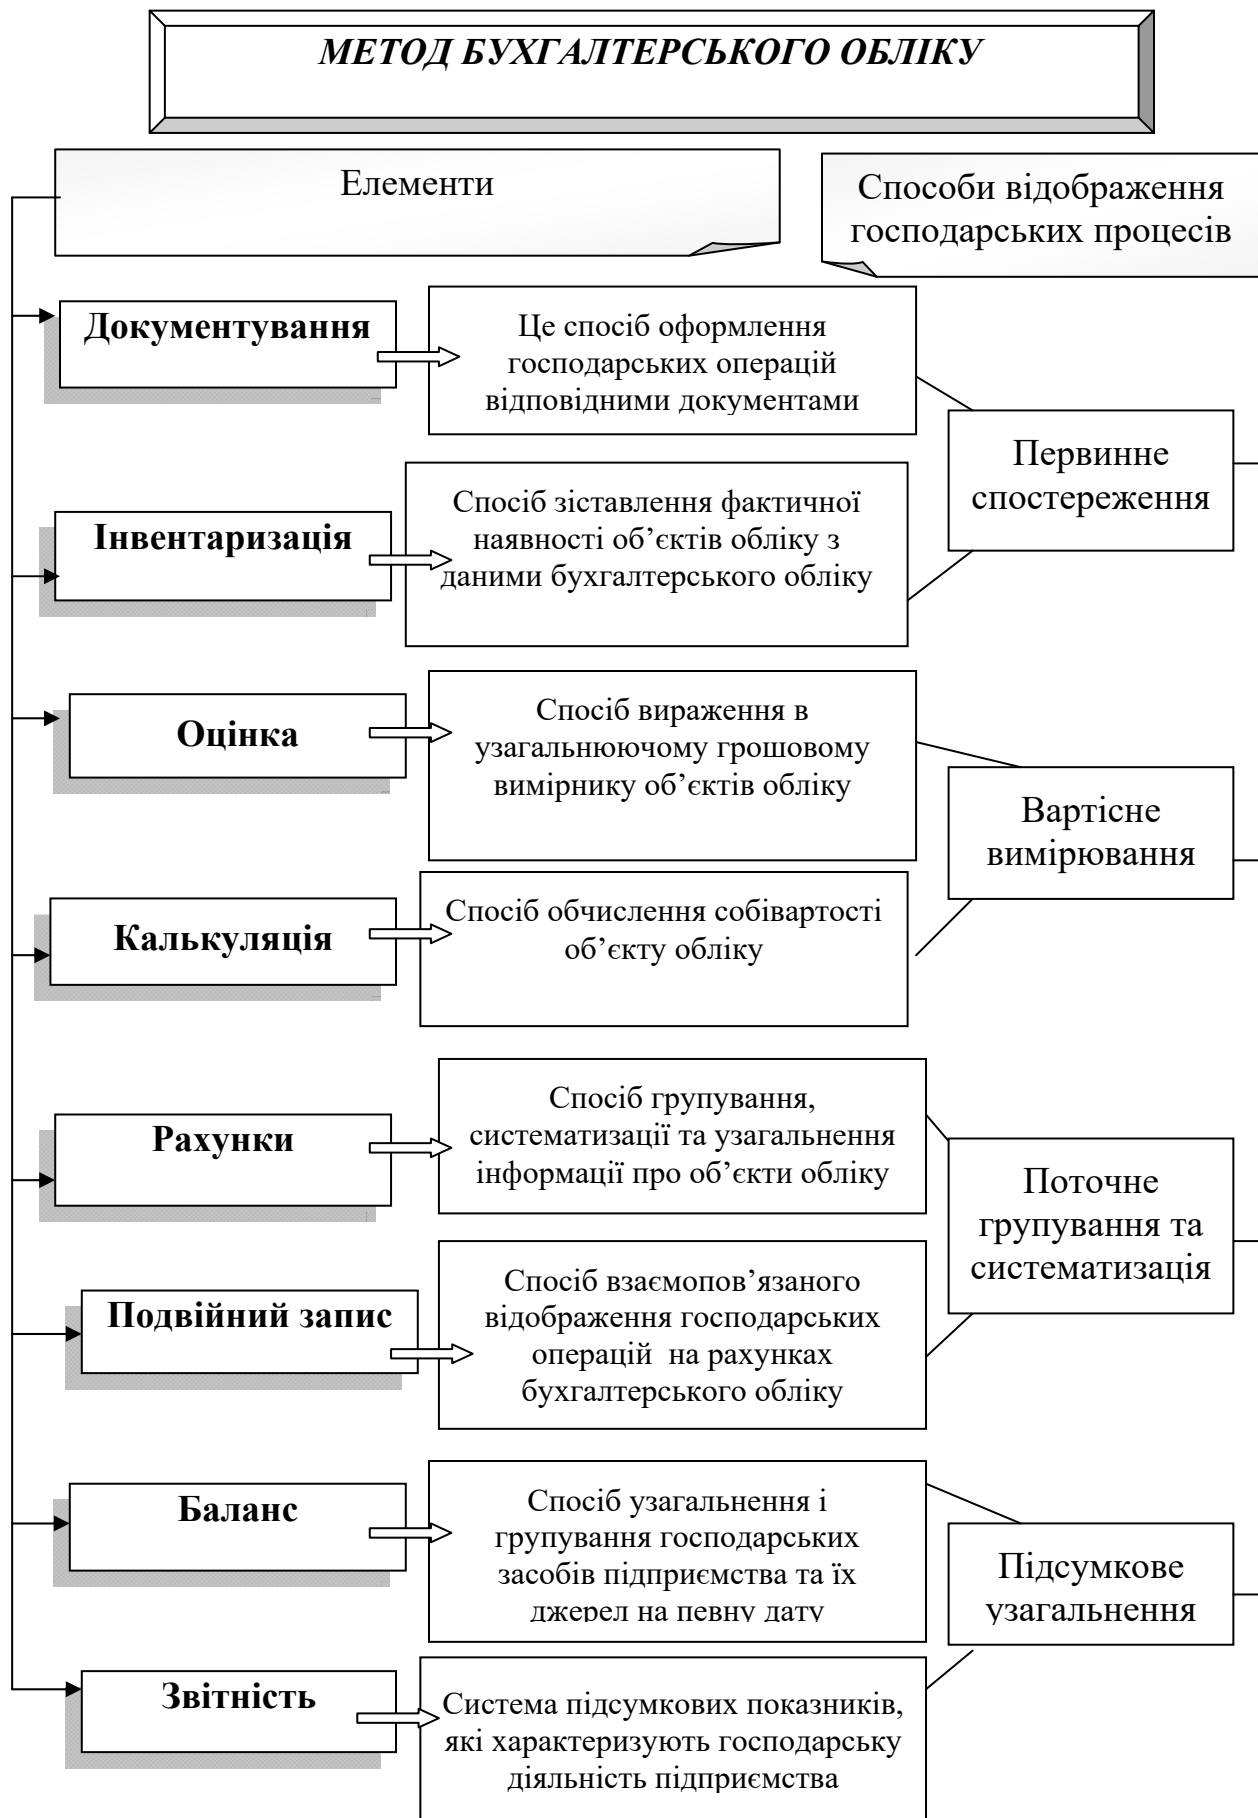 МЕТОД БУХГАЛТЕРСЬКОГО ОБЛІКУ
Елементи
Способи відображення
господарських процесів
Документування
Це спосіб оформлення
господарських операцій
відповідними документами
Первинне
спостереження
Інвентаризація
Спосіб зіставлення фактичної
наявності об’єктів обліку з
даними бухгалтерського обліку
Оцінка
Спосіб вираження в
узагальнюючому грошовому
вимірнику об’єктів обліку
Вартісне
вимірювання
Калькуляція
Спосіб обчислення собівартості
об’єкту обліку
Рахунки
Спосіб групування,
систематизації та узагальнення
інформації про об’єкти обліку
Поточне
групування та
систематизація
Подвійний запис
Спосіб взаємопов’язаного
відображення господарських
операцій на рахунках
бухгалтерського обліку
Баланс
Спосіб узагальнення і
групування господарських
засобів підприємства та їх
джерел на певну дату
Підсумкове
узагальнення
Звітність
Система підсумкових показників,
які характеризують господарську
діяльність підприємства